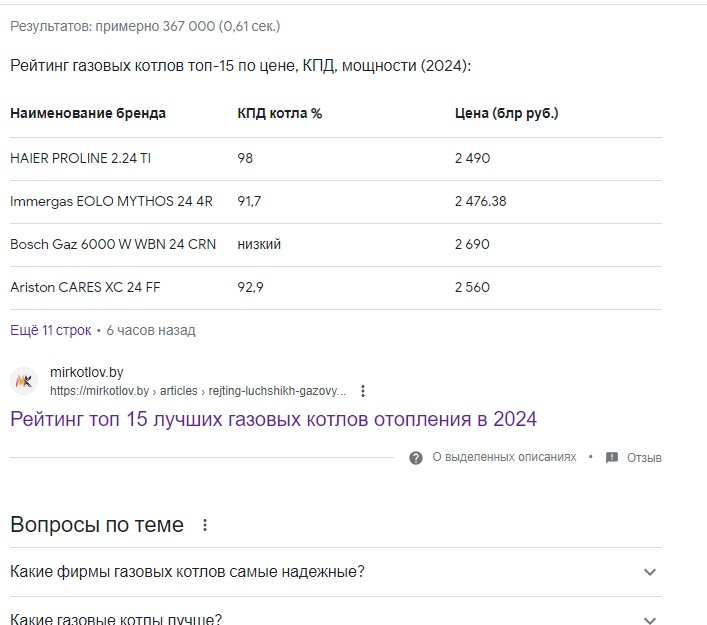 Результатов: примерно 367 000 (0,61 сек.)
Рейтинг газовых котлов топ-15 по цене, КПД, мощности (2024):
Наименование бренда КПД котла % Цена (блр руб.)
HAIER PROLINE 2.24 TI 98 2 490
Immergas EOLO MYTHOS 24 4R 91,7 2 476.38
Bosch Gaz 6000 W WBN 24 CRN низкий 2 690
Ariston CARES XC 24 FF 92,9 2 560
Ещё 11 строк • 6 часов назад
MK mirkotlov.by
https://mirkotlov.by › articles › rejting-luchshikh-gazovy...
Рейтинг топ 15 лучших газовых котлов отопления в 2024
О выделенных описаниях • Отзыв
Вопросы по теме
Какие фирмы газовых котлов самые надежные?
Какие газовые котлы лучше?